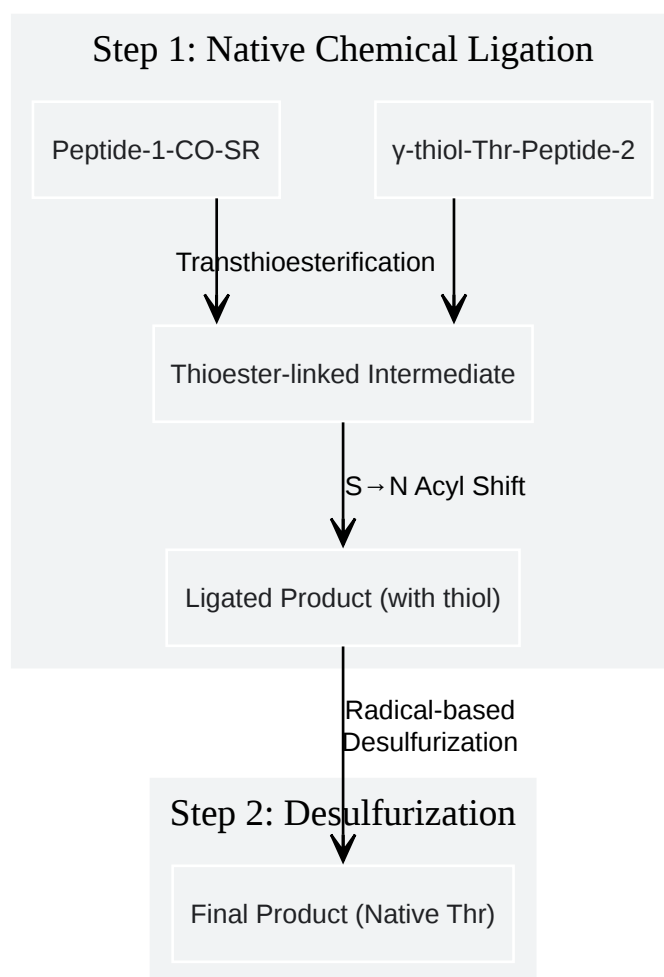 Step 1: Native Chemical Ligation
Peptide-1-CO-SR
γ-thiol-Thr-Peptide-2
Transthioesterification
Thioester-linked Intermediate
S→N Acyl Shift
Ligated Product (with thiol)
Radical-based
Desulfurization
Step 2: Desulfurization
Final Product (Native Thr)